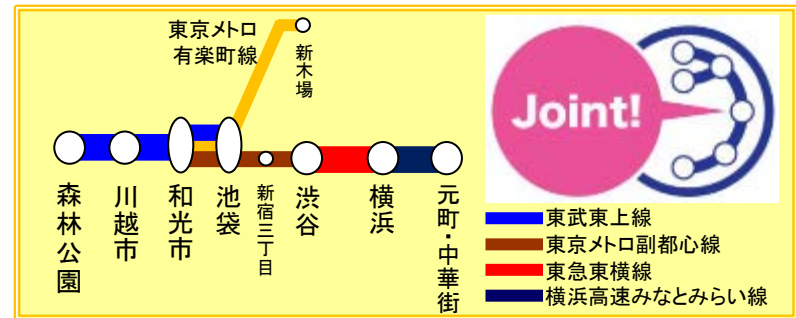 東京メトロ
有楽町線
新木場
森林公園
川越市
和光市
池袋
新宿三丁目
渋谷
横浜
元町・中華街
Joint!
東武東上線
東京メトロ副都心線
東急東横線
横浜高速みなとみらい線